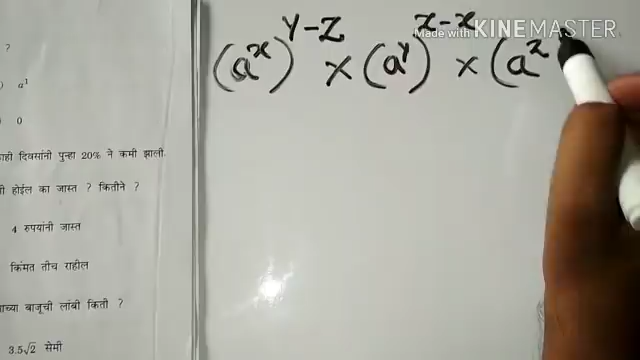 ?
) a¹
) 0
काही दिवसांनी पुन्हा 20% ने कमी झाली.
होईल का जास्त ? कितीने ?
4 रुपयांनी जास्त
किंमत तीच राहील
बाजूची लांबी किती ?
3.5√2 सेमी
(aˣ)ʸ⁻ᶻ × (aʸ)ᶻ⁻ˣ × (aᶻ
Made with KINEMASTER